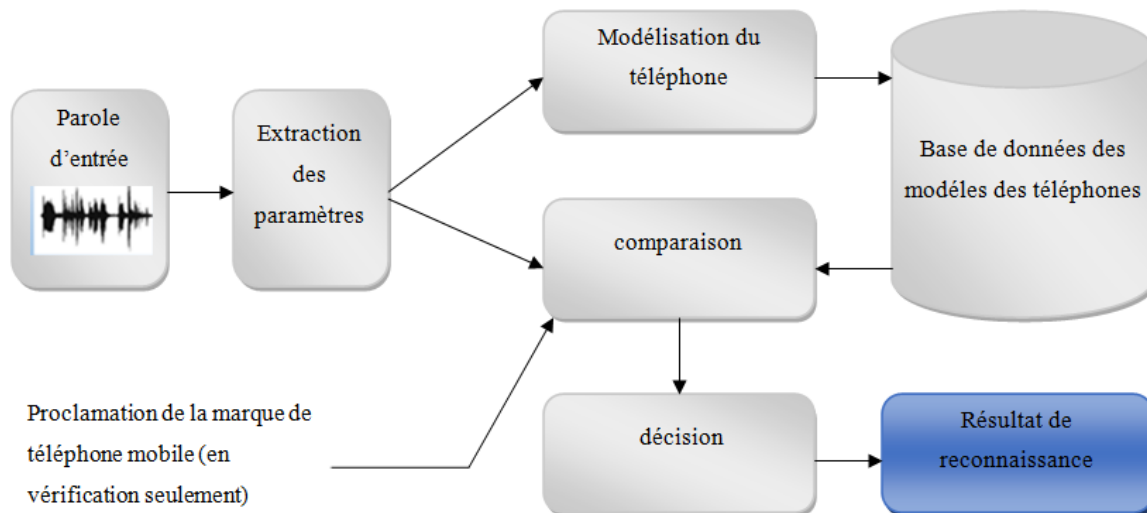 Parole
d’entrée
Extraction
des
paramètres
Modélisation du
téléphone
Base de données des
modéles des téléphones
comparaison
Proclamation de la marque de
téléphone mobile (en
vérification seulement)
décision
Résultat de
reconnaissance